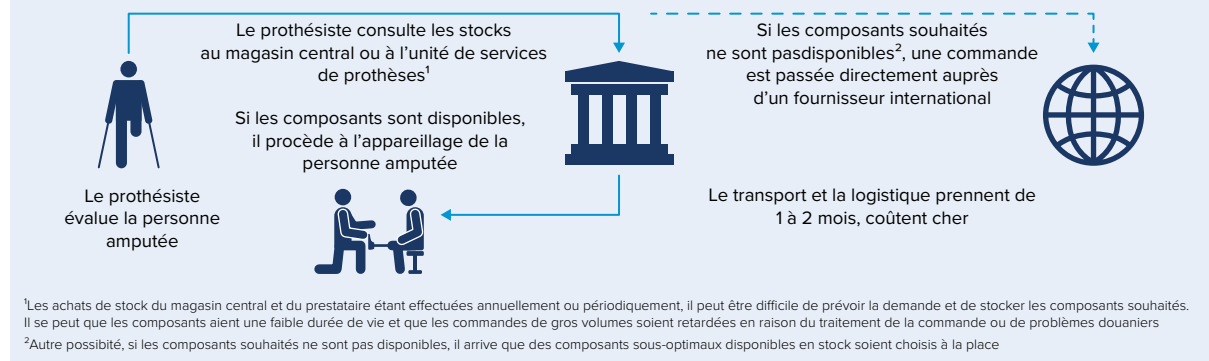 Le prothésiste consulte les stocks
au magasin central ou à l'unité de services
de prothèses¹
Si les composants souhaités
ne sont pasdisponibles², une commande
est passée directement auprès
d'un fournisseur international
Si les composants sont disponibles,
il procède à l'appareillage de la
personne amputée
Le prothésiste
évalue la personne
amputée
Le transport et la logistique prennent de
1 à 2 mois, coûtent cher
¹Les achats de stock du magasin central et du prestataire étant effectuées annuellement ou périodiquement, il peut être difficile de prévoir la demande et de stocker les composants souhaités.
Il se peut que les composants aient une faible durée de vie et que les commandes de gros volumes soient retardées en raison du traitement de la commande ou de problèmes douaniers
²Autre possibité, si les composants souhaités ne sont pas disponibles, il arrive que des composants sous-optimaux disponibles en stock soient choisis à la place